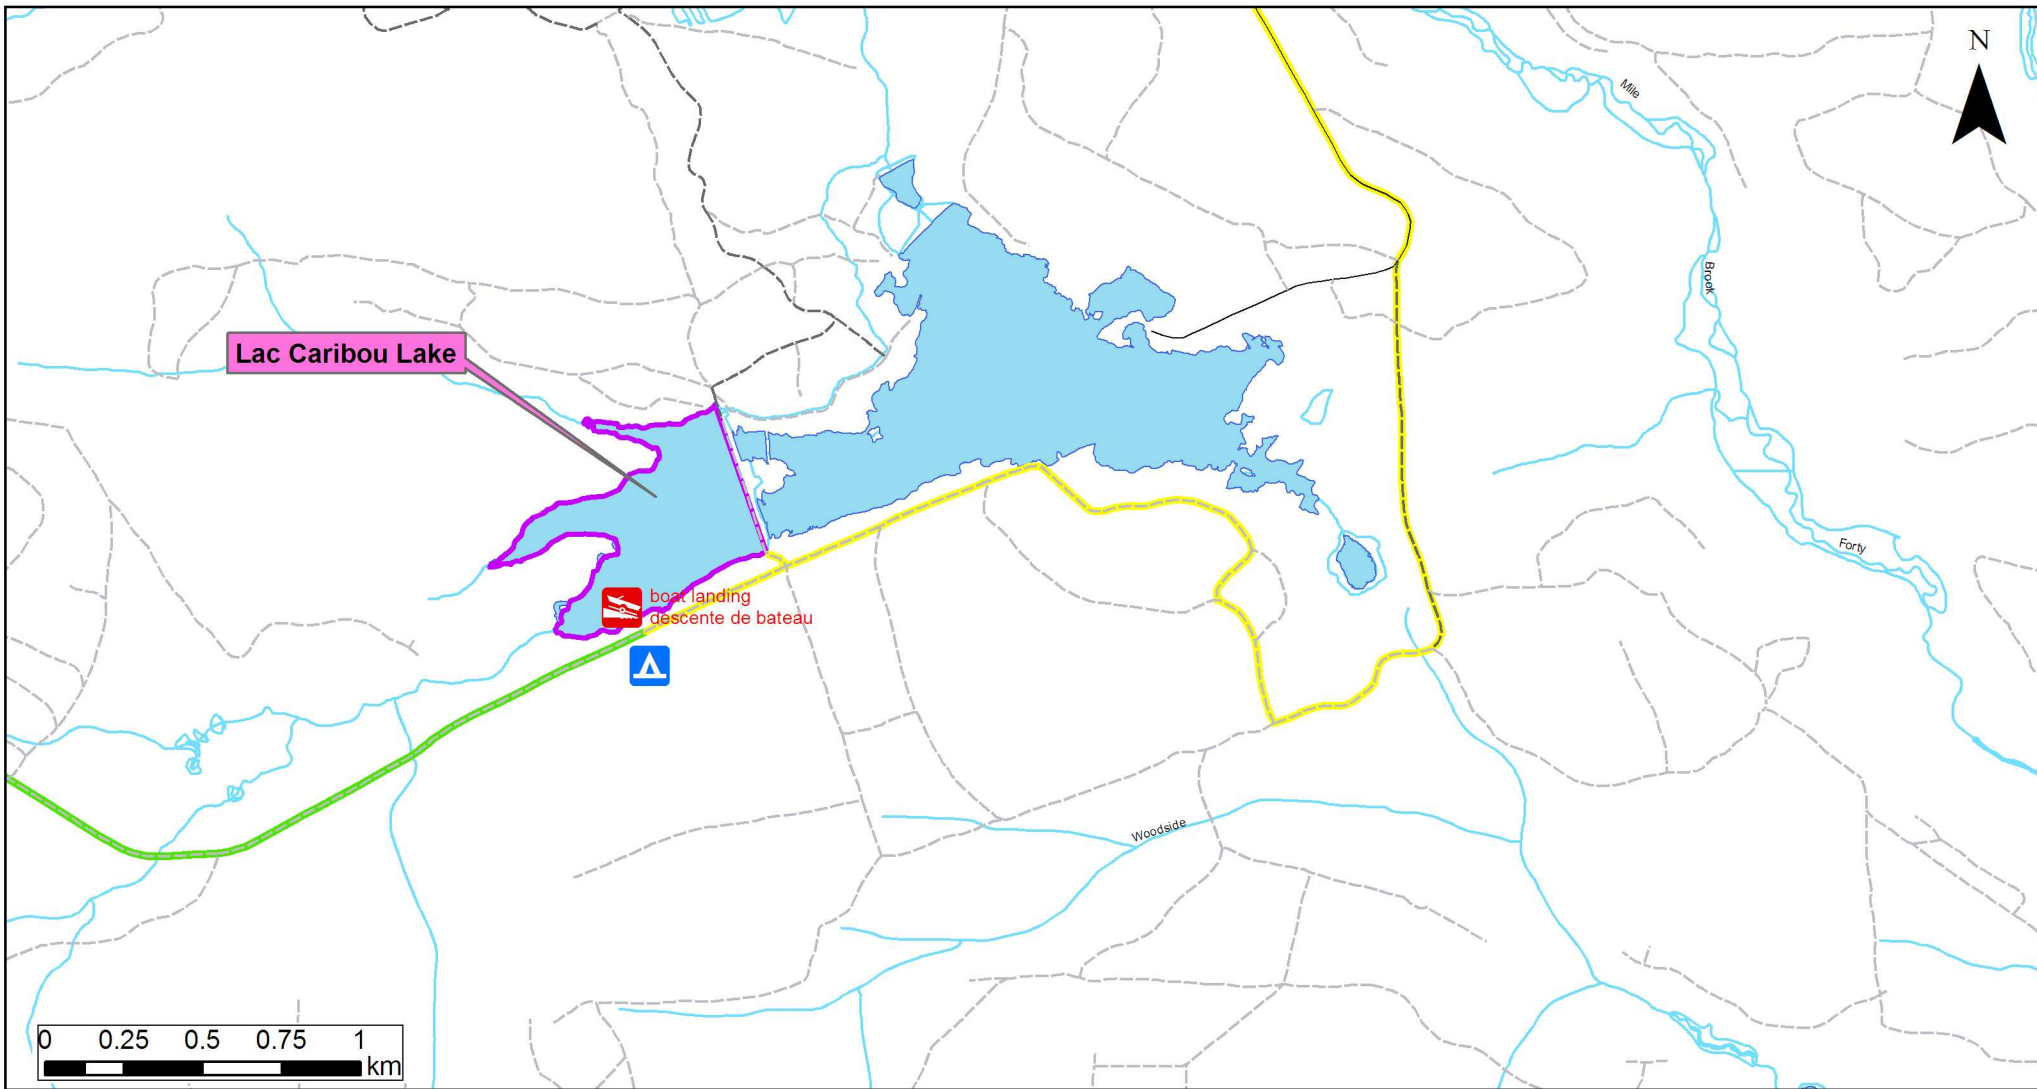 N
Mile
Brook
Lac Caribou Lake
Forty
boat landing
descente de bateau
Woodside
0 0.25 0.5 0.75 1
km